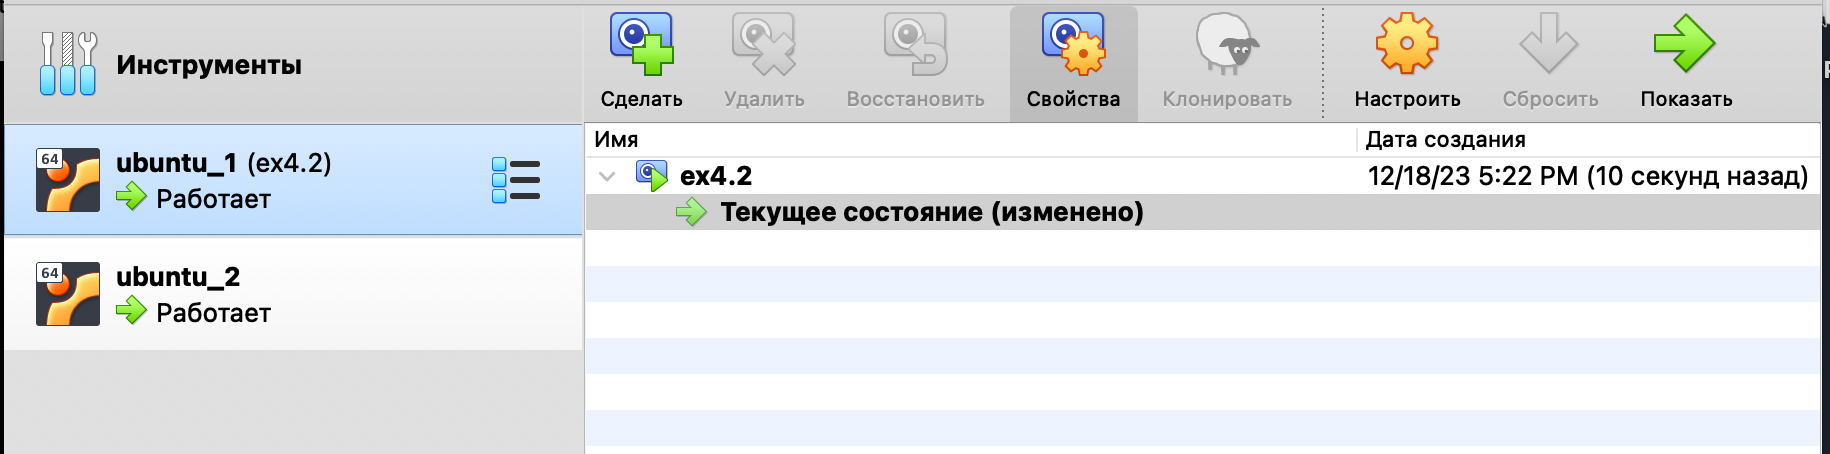 Инструменты
Сделать Удалить Восстановить Свойства Клонировать Настроить Сбросить Показать
64 ubuntu_1 (ex4.2)
Работает
64 ubuntu_2
Работает
Имя Дата создания
ex4.2 12/18/23 5:22 PM (10 секунд назад)
Текущее состояние (изменено)